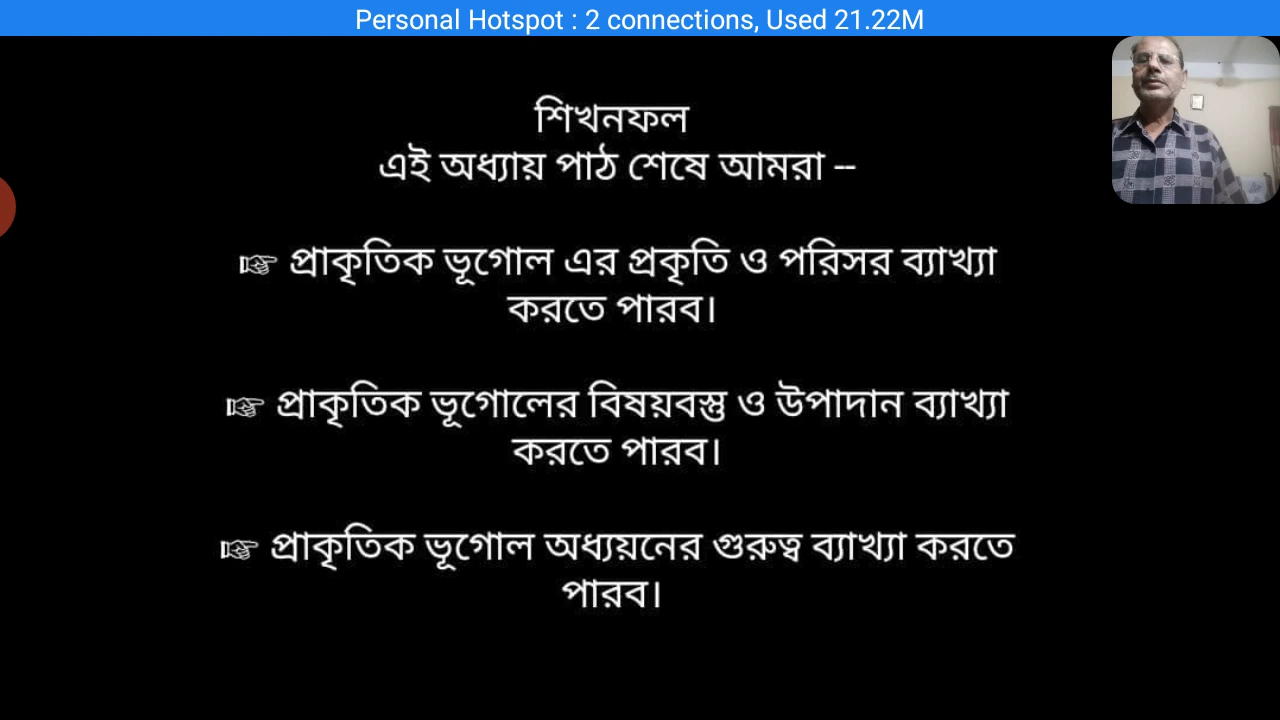 Personal Hotspot : 2 connections, Used 21.22M
শিখনফল
এই অধ্যায় পাঠ শেষে আমরা --
☞ প্রাকৃতিক ভূগোল এর প্রকৃতি ও পরিসর ব্যাখ্যা
করতে পারব।
☞ প্রাকৃতিক ভূগোলের বিষয়বস্তু ও উপাদান ব্যাখ্যা
করতে পারব।
☞ প্রাকৃতিক ভূগোল অধ্যয়নের গুরুত্ব ব্যাখ্যা করতে
পারব।